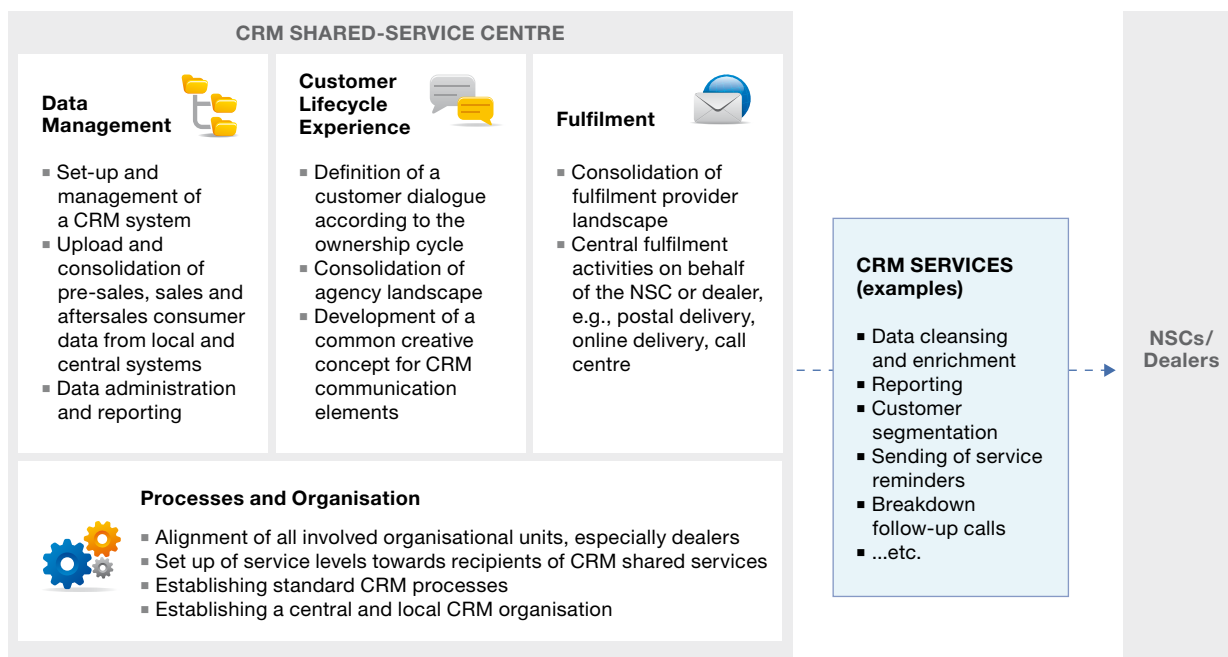 CRM SHARED-SERVICE CENTRE
Data
Management
▪ Set-up and
management of
a CRM system
▪ Upload and
consolidation of
pre-sales, sales and
aftersales consumer
data from local and
central systems
▪ Data administration
and reporting
Customer
Lifecycle
Experience
▪ Definition of a
customer dialogue
according to the
ownership cycle
▪ Consolidation of
agency landscape
▪ Development of a
common creative
concept for CRM
communication
elements
Fulfilment
▪ Consolidation of
fulfilment provider
landscape
▪ Central fulfilment
activities on behalf
of the NSC or dealer,
e.g., postal delivery,
online delivery, call
centre
Processes and Organisation
▪ Alignment of all involved organisational units, especially dealers
▪ Set up of service levels towards recipients of CRM shared services
▪ Establishing standard CRM processes
▪ Establishing a central and local CRM organisation
CRM SERVICES
(examples)
▪ Data cleansing
and enrichment
▪ Reporting
▪ Customer
segmentation
▪ Sending of service
reminders
▪ Breakdown
follow-up calls
▪ ...etc.
NSCs/
Dealers